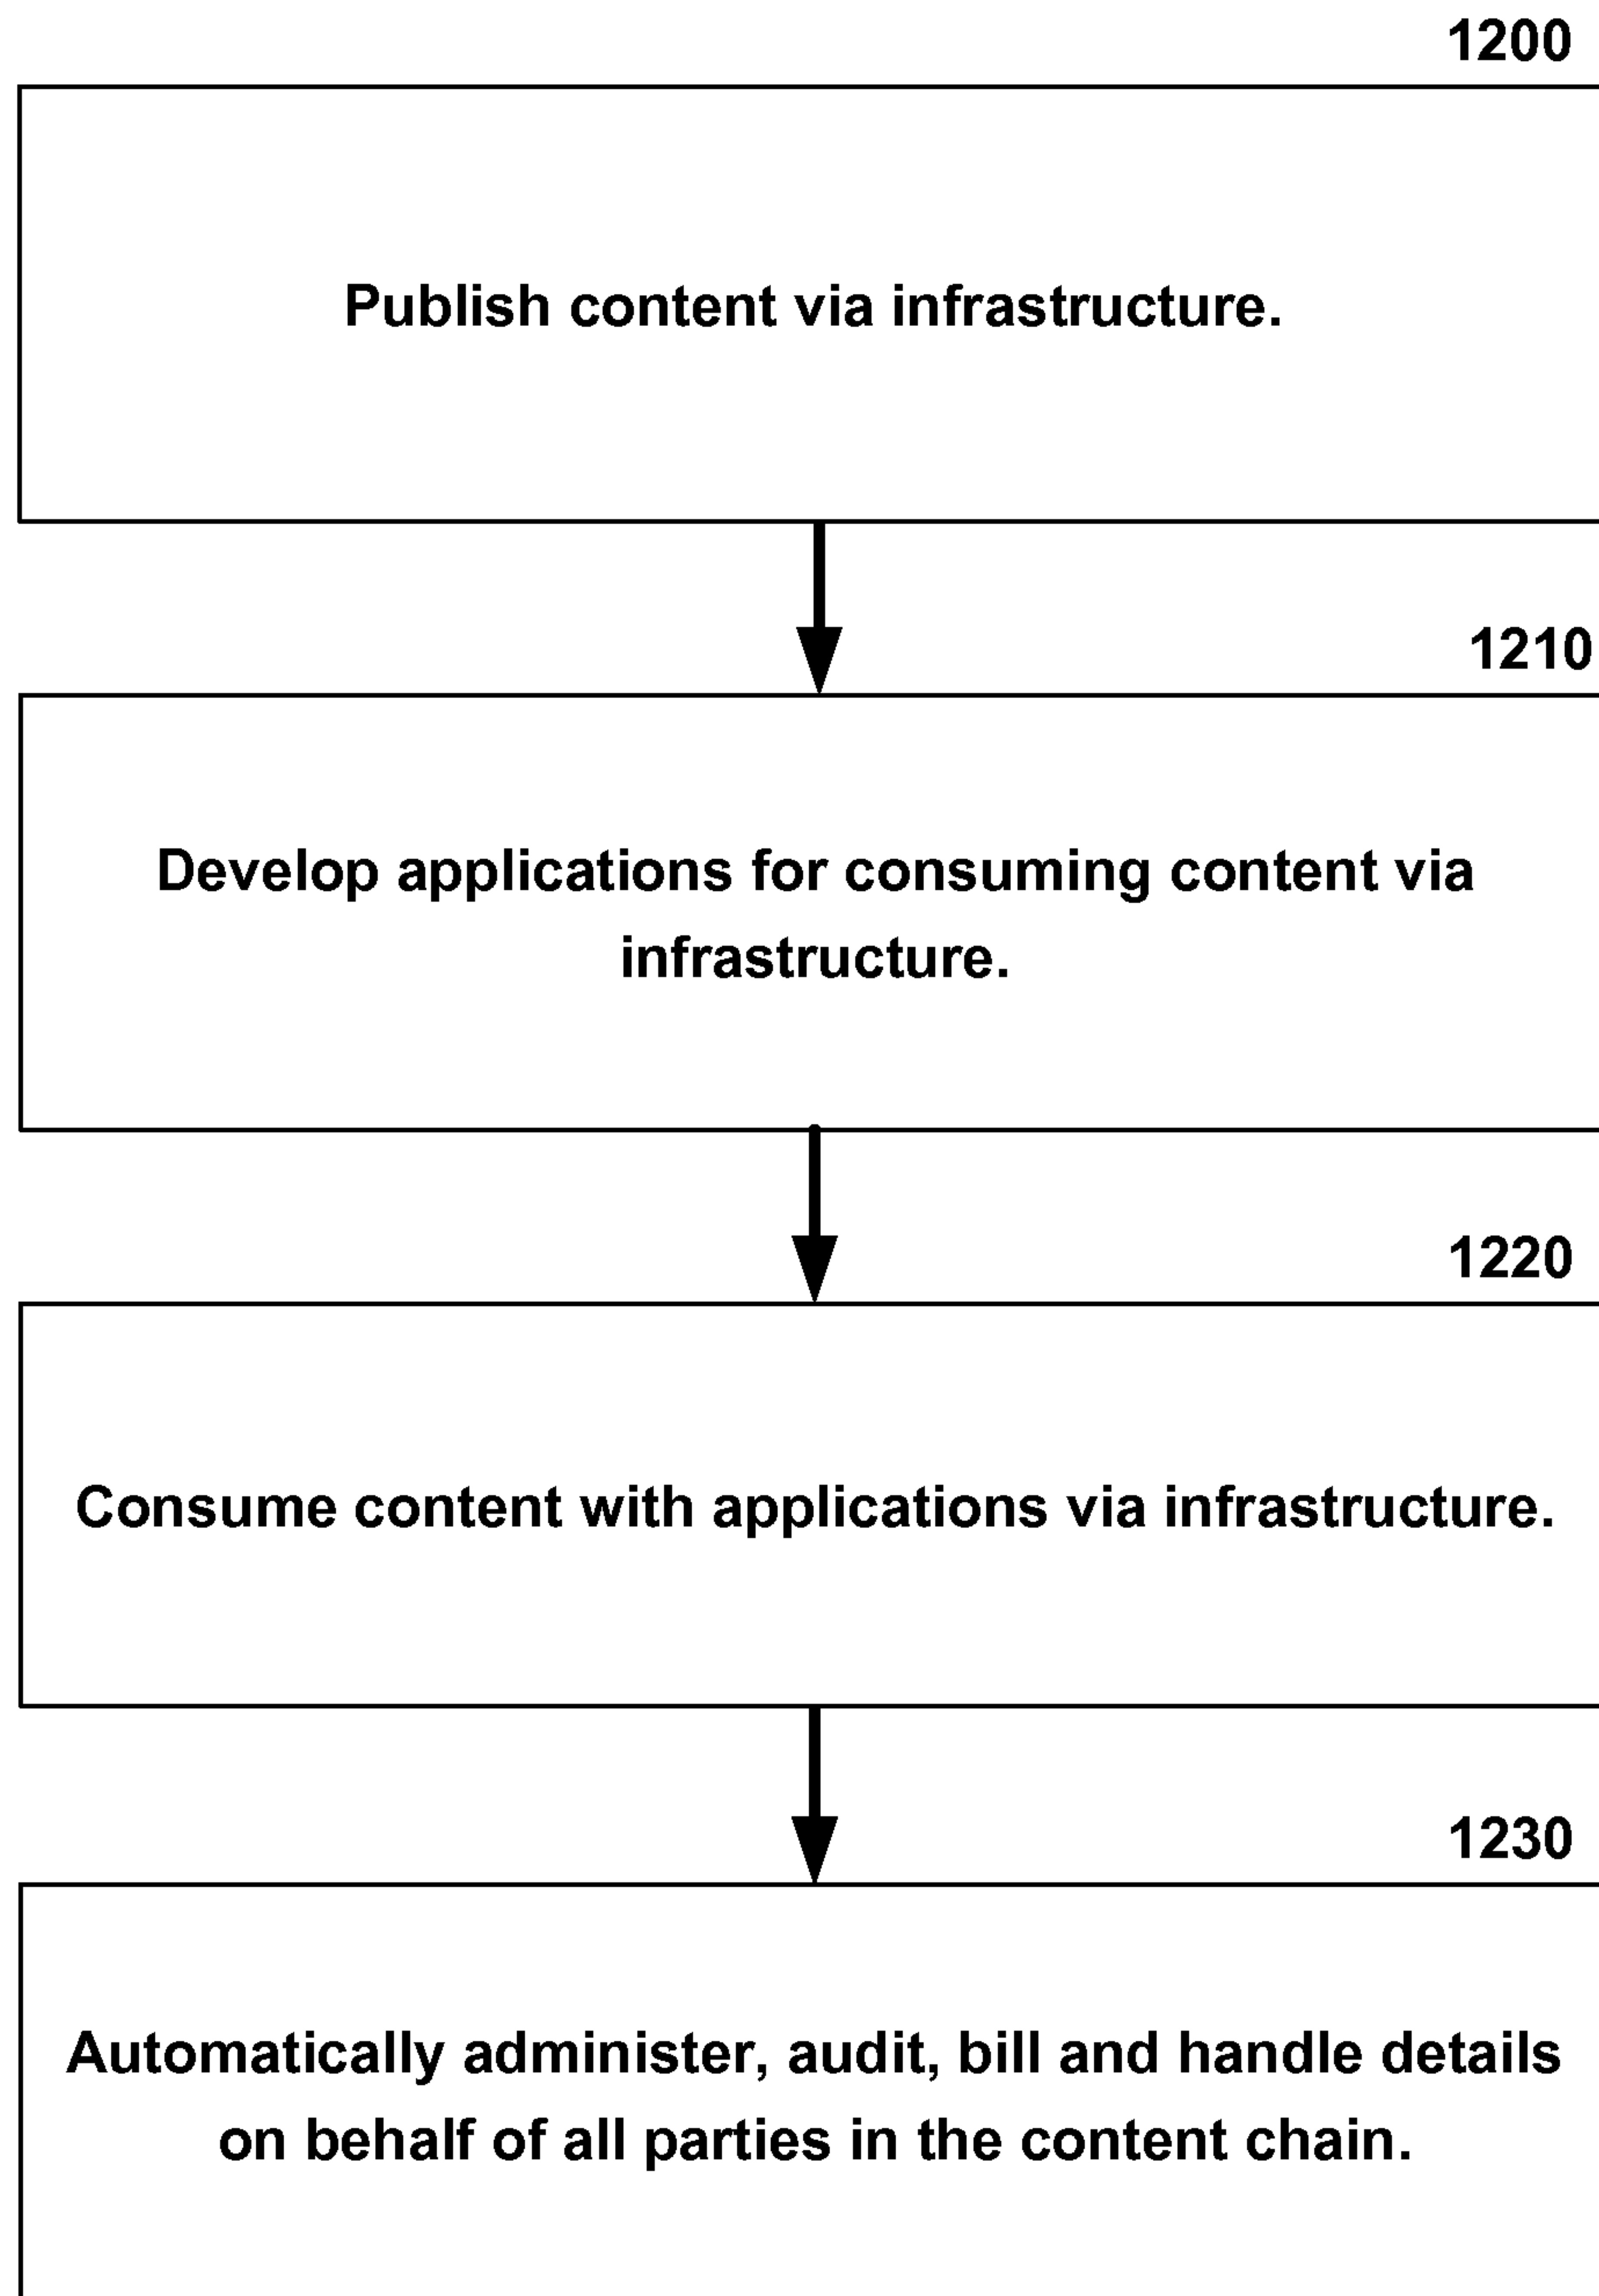 1200
Publish content via infrastructure.
1210
Develop applications for consuming content via
infrastructure.
1220
Consume content with applications via infrastructure.
1230
Automatically administer, audit, bill and handle details
on behalf of all parties in the content chain.